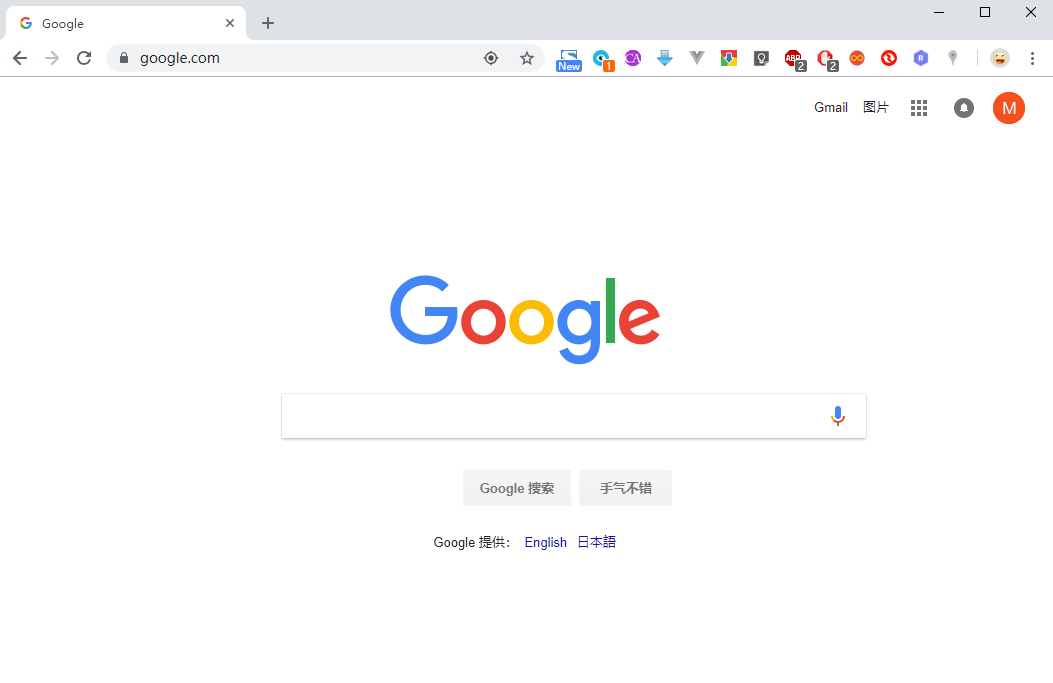 Google
google.com
New 1 CA ABP 2 2 R
Gmail 图片 M
Google
Google 搜索 手气不错
Google 提供： English 日本語